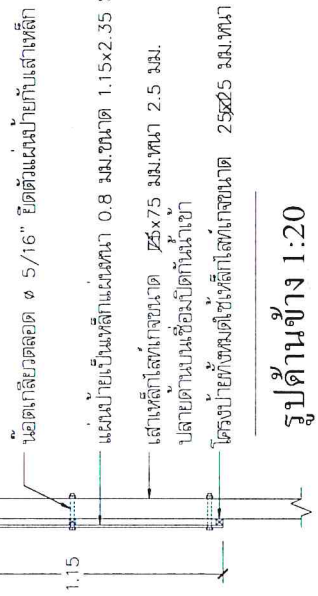 น๊อตเกลียวตลอด ø 5/16" ยึดตัวแผ่นป้ายกับเสาเหล็ก
แผ่นป้ายเป็นเหล็กแผ่นหนา 0.8 มม.ขนาด 1.15x2.35
เสาเหล็กไลท์เกจขนาด 75x75 มม.หนา 2.5 มม.
ปลายด้านบนเชื่อมปิดกันน้ำเข้า
โครงป้ายทั้งหมดใช้เหล็กไลท์เกจขนาด 25x25 มม.หนา
1.15
รูปด้านข้าง 1:20